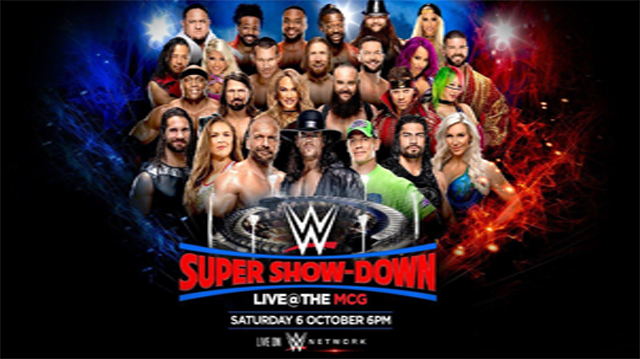 W
SUPER SHOW-DOWN
LIVE@THE MCG
SATURDAY 6 OCTOBER 6PM
LIVE ON W NETWORK